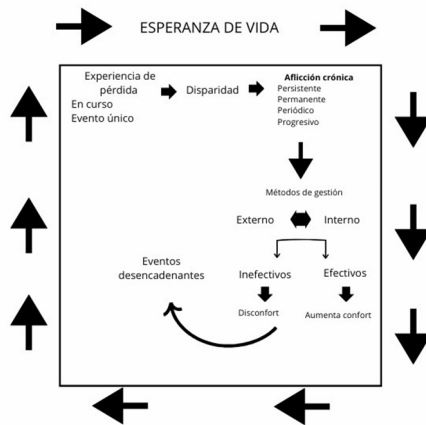 ESPERANZA DE VIDA
Experiencia de
pérdida
En curso
Evento único
Disparidad
Aflicción crónica
Persistente
Permanente
Periódico
Progresivo
Métodos de gestión
Externo
Interno
Eventos
desencadenantes
Inefectivos
Efectivos
Disconfort
Aumenta confort